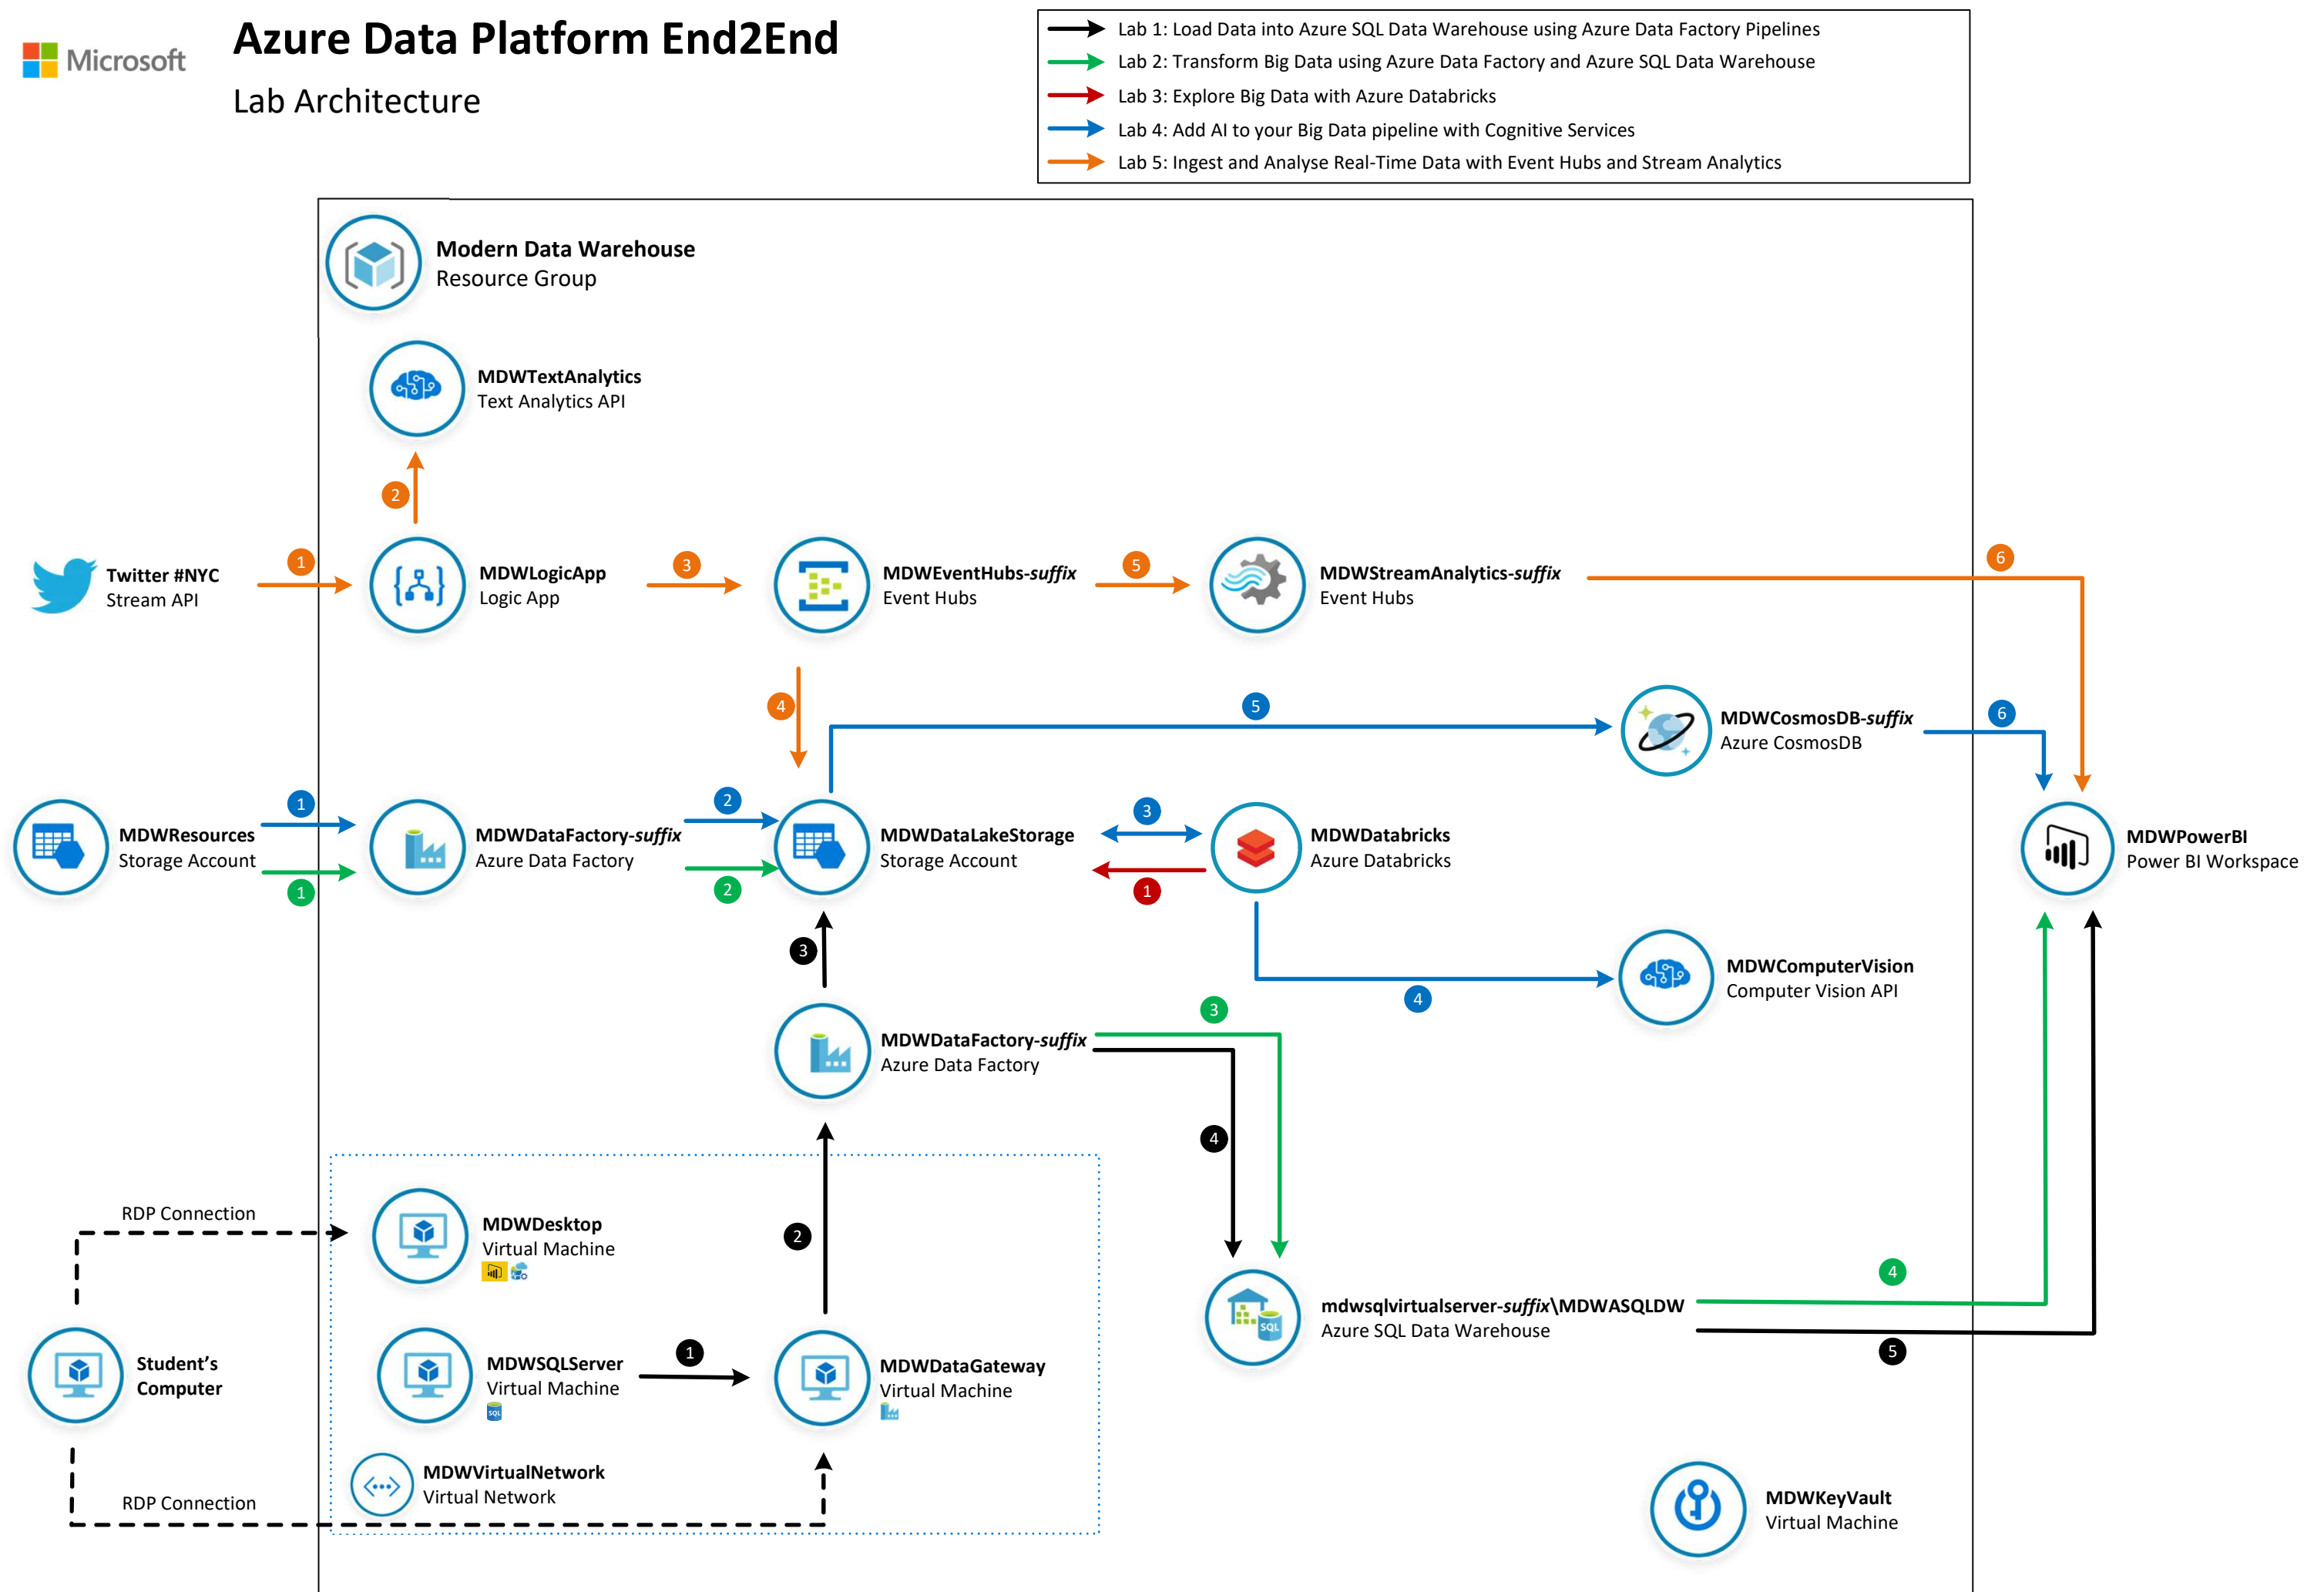 Microsoft
Azure Data Platform End2End
Lab Architecture
Lab 1: Load Data into Azure SQL Data Warehouse using Azure Data Factory Pipelines
Lab 2: Transform Big Data using Azure Data Factory and Azure SQL Data Warehouse
Lab 3: Explore Big Data with Azure Databricks
Lab 4: Add AI to your Big Data pipeline with Cognitive Services
Lab 5: Ingest and Analyse Real-Time Data with Event Hubs and Stream Analytics
Modern Data Warehouse
Resource Group
MDWTextAnalytics
Text Analytics API
2
Twitter #NYC
Stream API
1
MDWLogicApp
Logic App
3
MDWEventHubs-suffix
Event Hubs
5
MDWStreamAnalytics-suffix
Event Hubs
6
4
5
MDWCosmosDB-suffix
Azure CosmosDB
6
MDWResources
Storage Account
1
1
MDWDataFactory-suffix
Azure Data Factory
2
2
MDWDataLakeStorage
Storage Account
3
1
MDWDatabricks
Azure Databricks
MDWPowerBI
Power BI Workspace
3
4
MDWComputerVision
Computer Vision API
MDWDataFactory-suffix
Azure Data Factory
3
4
RDP Connection
MDWDesktop
Virtual Machine
2
mdwsqlvirtualserver-suffix\MDWASQLDW
Azure SQL Data Warehouse
SQL
4
5
Student's
Computer
MDWSQLServer
Virtual Machine
SQL
1
MDWDataGateway
Virtual Machine
MDWVirtualNetwork
Virtual Network
RDP Connection
MDWKeyVault
Virtual Machine